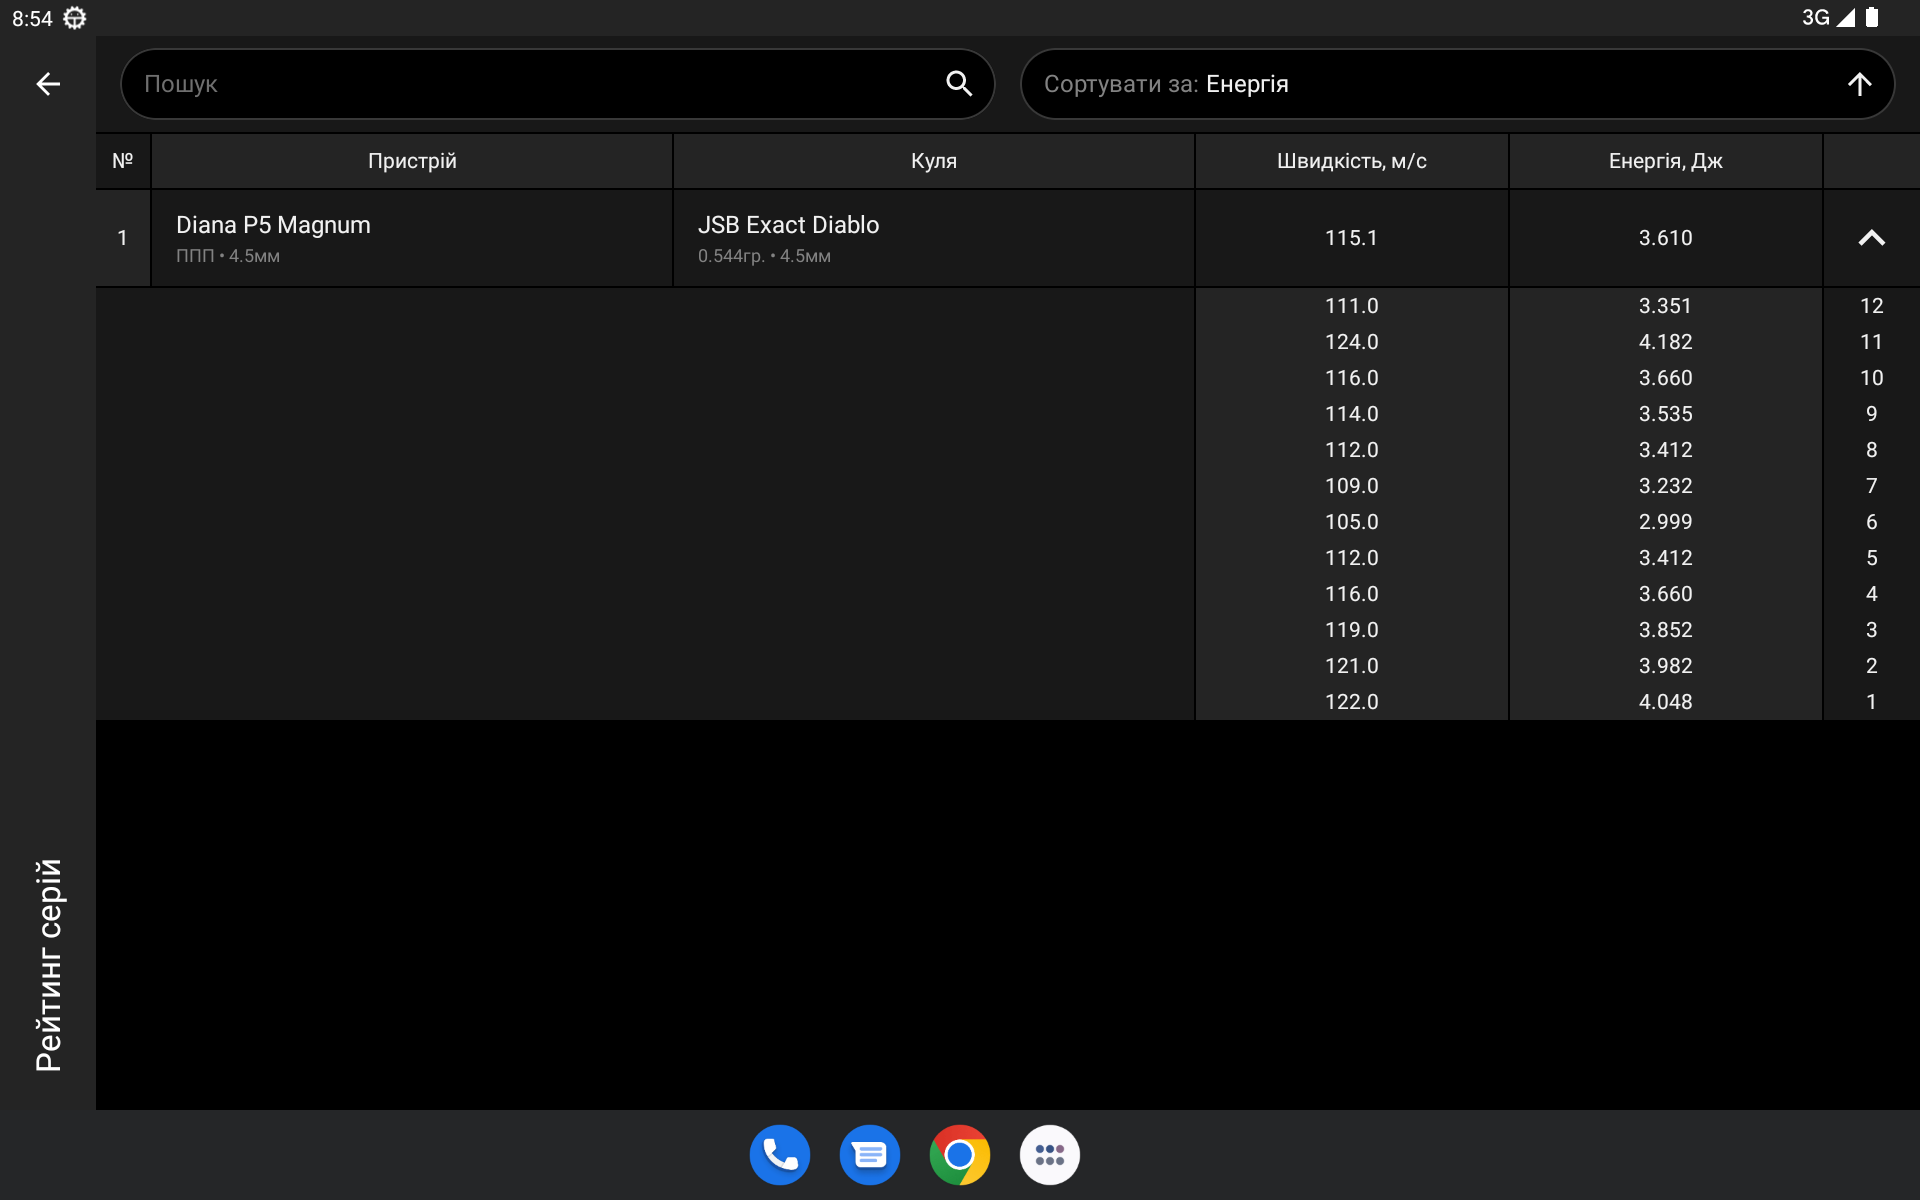 8:54
3G
Пошук
Сортувати за: Енергія
№ Пристрій Куля Швидкість, м/с Енергія, Дж
1 Diana P5 Magnum JSB Exact Diablo 115.1 3.610
ППП • 4.5мм 0.544гр. • 4.5мм
111.0 3.351 12
124.0 4.182 11
116.0 3.660 10
114.0 3.535 9
112.0 3.412 8
109.0 3.232 7
105.0 2.999 6
112.0 3.412 5
116.0 3.660 4
119.0 3.852 3
121.0 3.982 2
122.0 4.048 1
Рейтинг серій